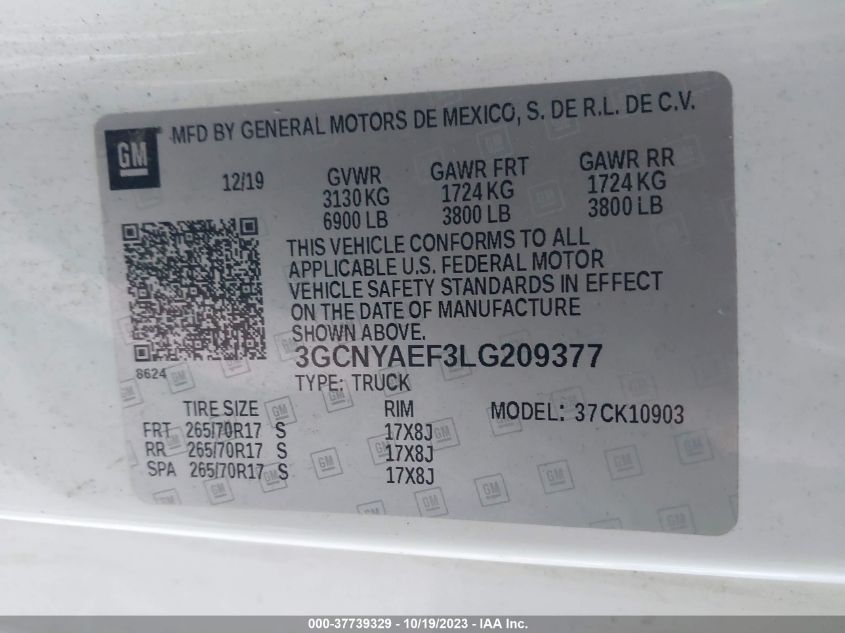 GM
MFD BY GENERAL MOTORS DE MEXICO, S. DE R.L. DE C.V.
12/19 GVWR GAWR FRT GAWR RR
3130 KG 1724 KG 1724 KG
6900 LB 3800 LB 3800 LB
THIS VEHICLE CONFORMS TO ALL
APPLICABLE U.S. FEDERAL MOTOR
VEHICLE SAFETY STANDARDS IN EFFECT
ON THE DATE OF MANUFACTURE
SHOWN ABOVE.
3GCNYAEF3LG209377
8624
TYPE: TRUCK
TIRE SIZE RIM MODEL: 37CK10903
FRT 265/70R17 S 17X8J
RR 265/70R17 S 17X8J
SPA 265/70R17 S 17X8J
000-37739329 - 10/19/2023 - IAA Inc.